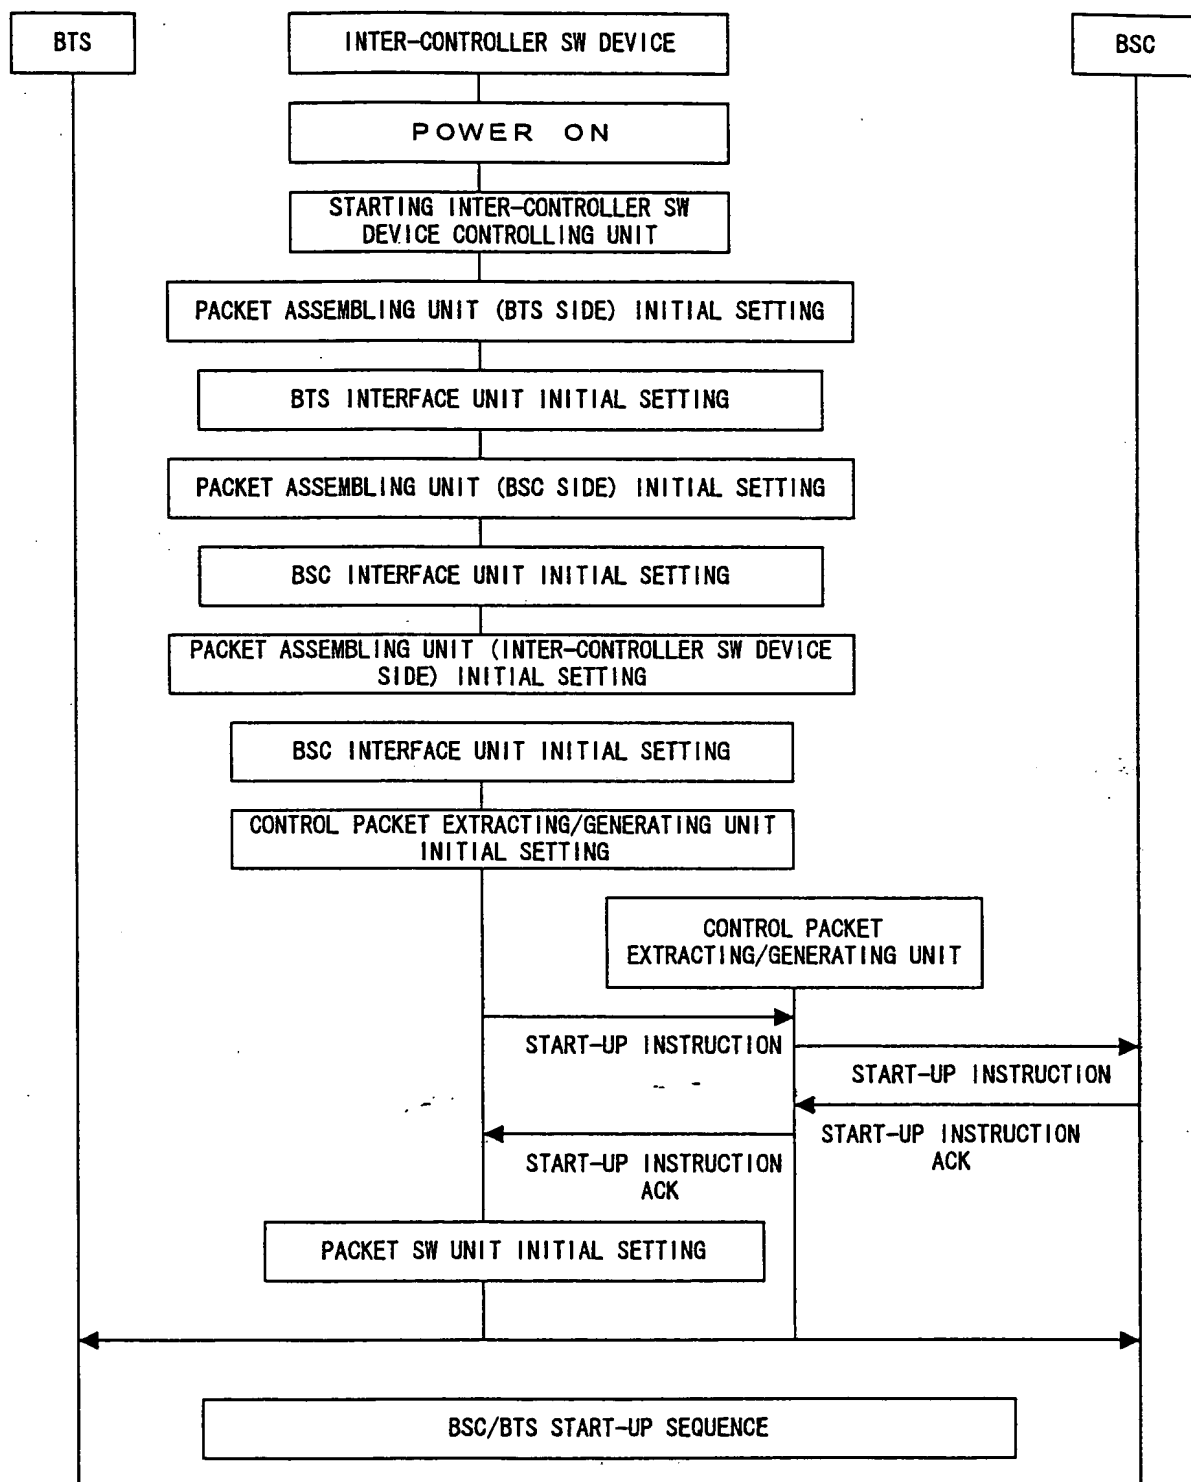 BTS
INTER-CONTROLLER SW DEVICE
BSC
POWER ON
STARTING INTER-CONTROLLER SW
DEVICE CONTROLLING UNIT
PACKET ASSEMBLING UNIT (BTS SIDE) INITIAL SETTING
BTS INTERFACE UNIT INITIAL SETTING
PACKET ASSEMBLING UNIT (BSC SIDE) INITIAL SETTING
BSC INTERFACE UNIT INITIAL SETTING
PACKET ASSEMBLING UNIT (INTER-CONTROLLER SW DEVICE
SIDE) INITIAL SETTING
BSC INTERFACE UNIT INITIAL SETTING
CONTROL PACKET EXTRACTING/GENERATING UNIT
INITIAL SETTING
CONTROL PACKET
EXTRACTING/GENERATING UNIT
START-UP INSTRUCTION
START-UP INSTRUCTION
START-UP INSTRUCTION
ACK
START-UP INSTRUCTION
ACK
PACKET SW UNIT INITIAL SETTING
BSC/BTS START-UP SEQUENCE